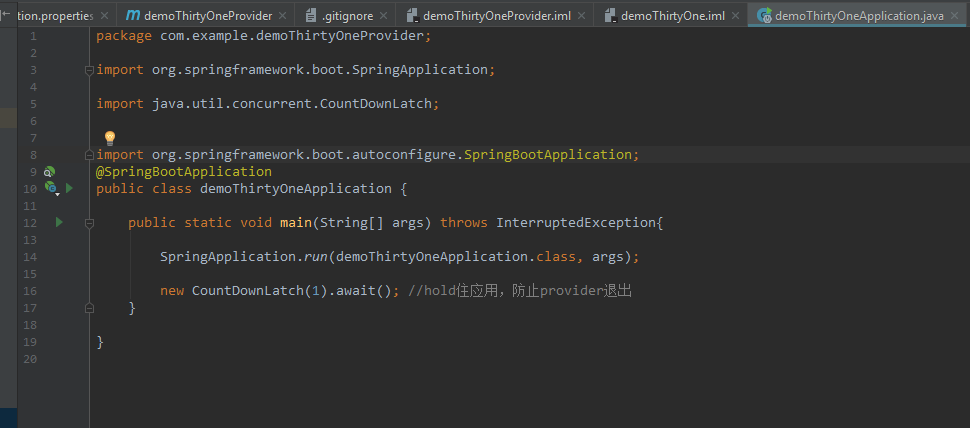 tion.properties demoThirtyOneProvider .gitignore demoThirtyOneProvider.iml demoThirtyOne.iml demoThirtyOneApplication.java
1 package com.example.demoThirtyOneProvider;
2
3 import org.springframework.boot.SpringApplication;
4
5 import java.util.concurrent.CountDownLatch;
6
7
8 import org.springframework.boot.autoconfigure.SpringBootApplication;
9 @SpringBootApplication
10 public class demoThirtyOneApplication {
11
12 public static void main(String[] args) throws InterruptedException{
13
14 SpringApplication.run(demoThirtyOneApplication.class, args);
15
16 new CountDownLatch(1).await(); //hold住应用，防止provider退出
17 }
18
19 }
20